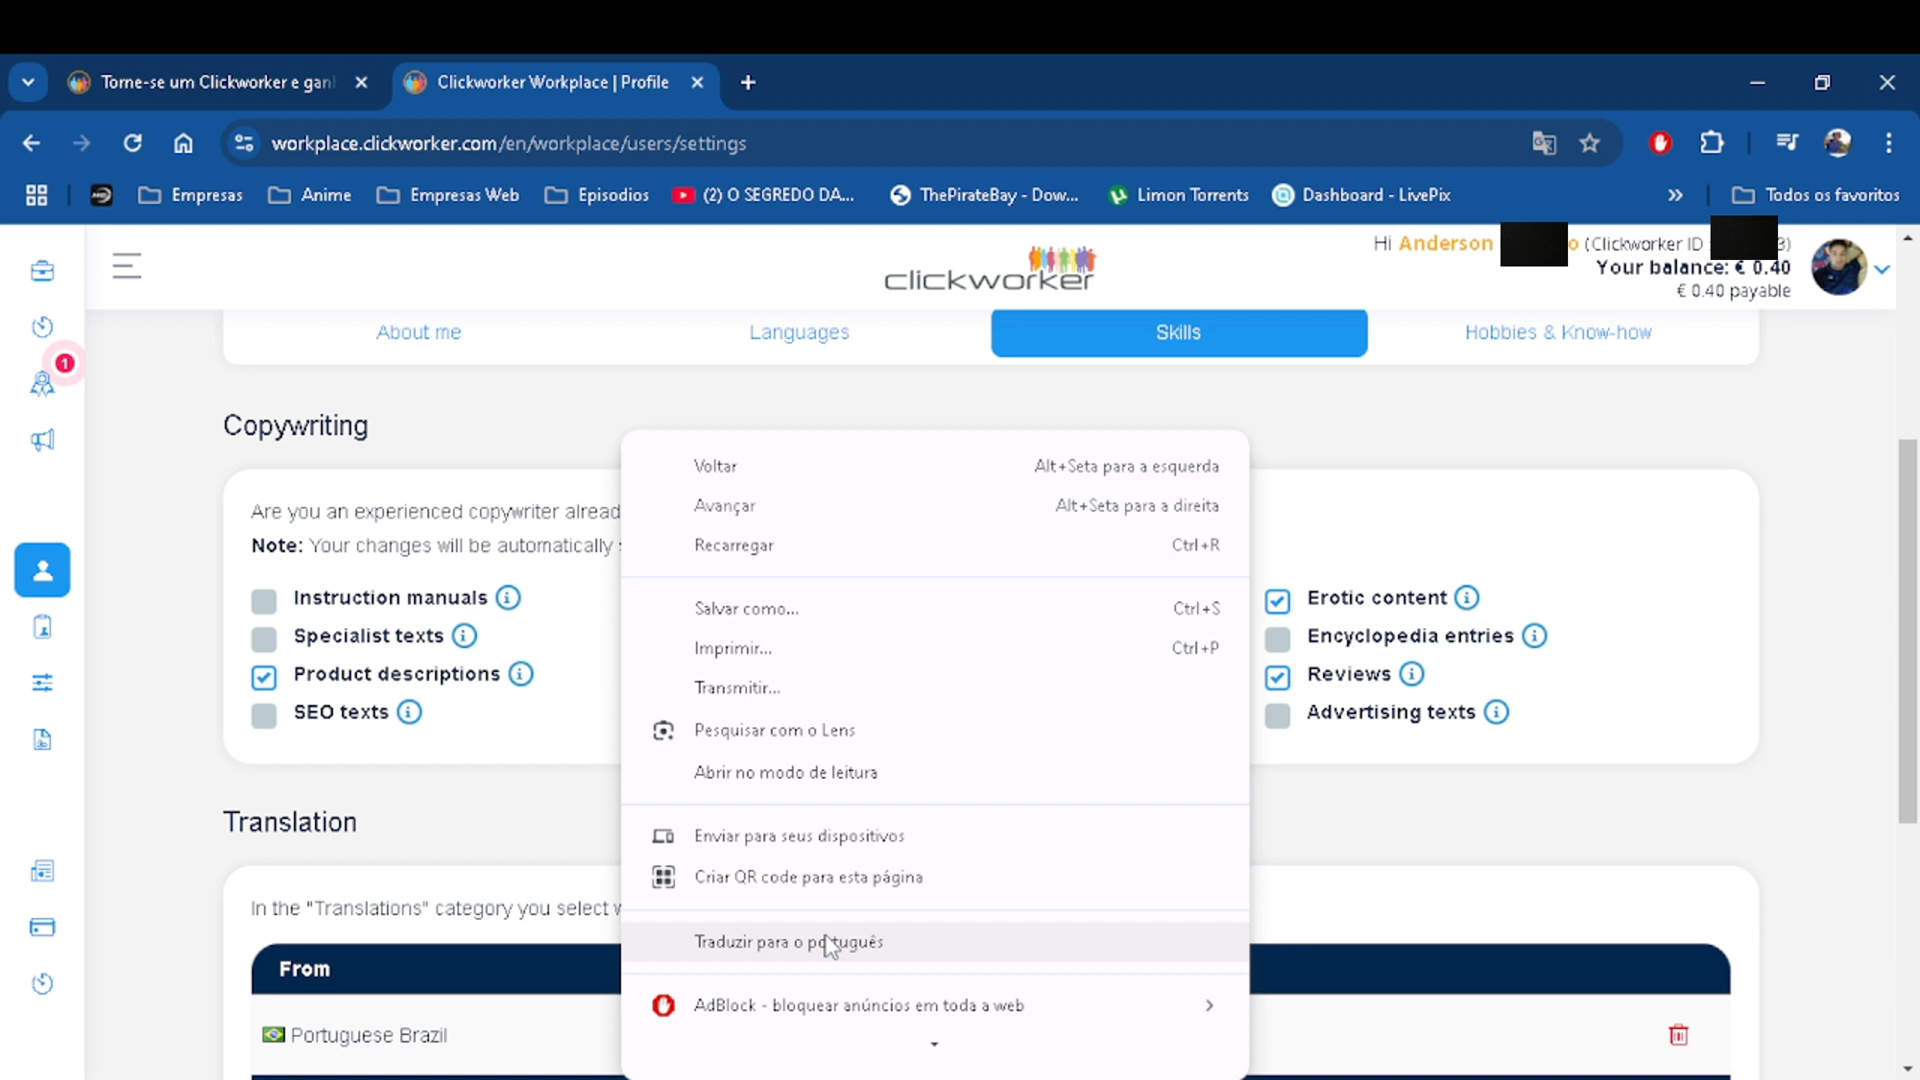 Torne-se um Clickworker e gan
Clickworker Workplace | Profile
workplace.clickworker.com/en/workplace/users/settings
Empresas
Anime
Empresas Web
Episodios
(2) O SEGREDO DA...
ThePirateBay - Dow...
Limon Torrents
Dashboard - LivePix
Todos os favoritos
Hi Anderson o (Clickworker ID 3)
Your balance: € 0.40
€ 0.40 payable
clickworker
1
About me
Languages
Skills
Hobbies & Know-how
Copywriting
Are you an experienced copywriter alread
Note: Your changes will be automatically
Instruction manuals
Specialist texts
Product descriptions
SEO texts
Erotic content
Encyclopedia entries
Reviews
Advertising texts
Voltar Alt+Seta para a esquerda
Avançar Alt+Seta para a direita
Recarregar Ctrl+R
Salvar como... Ctrl+S
Imprimir... Ctrl+P
Transmitir...
Pesquisar com o Lens
Abrir no modo de leitura
Enviar para seus dispositivos
Criar QR code para esta página
Traduzir para o português
AdBlock - bloquear anúncios em toda a web
Translation
In the "Translations" category you select
From
Portuguese Brazil